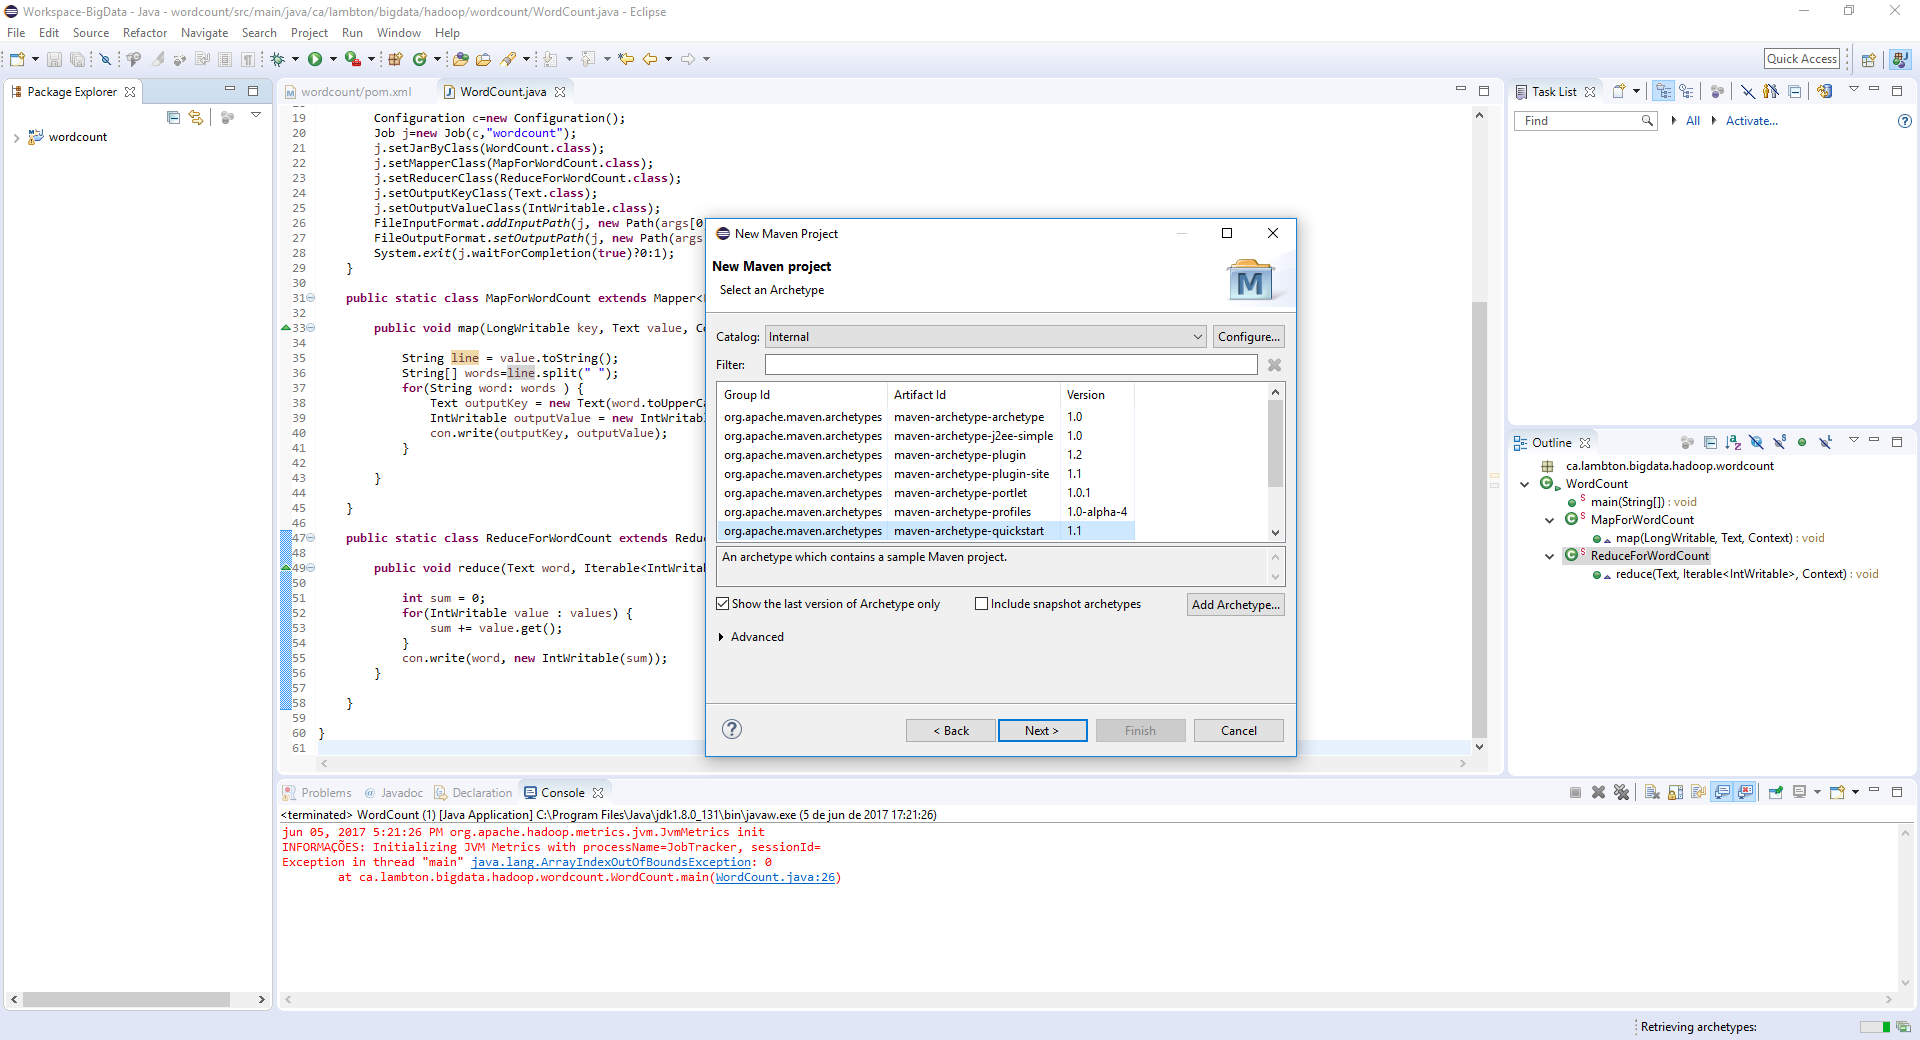 Workspace-BigData - Java - wordcount/src/main/java/ca/lambton/bigdata/hadoop/wordcount/WordCount.java - Eclipse
File Edit Source Refactor Navigate Search Project Run Window Help
Quick Access
Package Explorer
wordcount
wordcount/pom.xml
WordCount.java
19 Configuration c=new Configuration();
20 Job j=new Job(c,"wordcount");
21 j.setJarByClass(WordCount.class);
22 j.setMapperClass(MapForWordCount.class);
23 j.setReducerClass(ReduceForWordCount.class);
24 j.setOutputKeyClass(Text.class);
25 j.setOutputValueClass(IntWritable.class);
26 FileInputFormat.addInputPath(j, new Path(args[0
27 FileOutputFormat.setOutputPath(j, new Path(args
28 System.exit(j.waitForCompletion(true)?0:1);
29 }
30
31 public static class MapForWordCount extends Mapper<
32
33 public void map(LongWritable key, Text value, Co
34
35 String line = value.toString();
36 String[] words=line.split(" ");
37 for(String word: words ) {
38 Text outputKey = new Text(word.toUpperCa
39 IntWritable outputValue = new IntWritabl
40 con.write(outputKey, outputValue);
41 }
42
43 }
44
45 }
46
47 public static class ReduceForWordCount extends Redu
48
49 public void reduce(Text word, Iterable<IntWrita
50
51 int sum = 0;
52 for(IntWritable value : values) {
53 sum += value.get();
54 }
55 con.write(word, new IntWritable(sum));
56 }
57
58 }
59
60 }
61
New Maven Project
New Maven project
Select an Archetype
M
Catalog: Internal Configure...
Filter:
Group Id Artifact Id Version
org.apache.maven.archetypes maven-archetype-archetype 1.0
org.apache.maven.archetypes maven-archetype-j2ee-simple 1.0
org.apache.maven.archetypes maven-archetype-plugin 1.2
org.apache.maven.archetypes maven-archetype-plugin-site 1.1
org.apache.maven.archetypes maven-archetype-portlet 1.0.1
org.apache.maven.archetypes maven-archetype-profiles 1.0-alpha-4
org.apache.maven.archetypes maven-archetype-quickstart 1.1
An archetype which contains a sample Maven project.
Show the last version of Archetype only Include snapshot archetypes Add Archetype...
Advanced
< Back Next > Finish Cancel
Task List
Find All Activate...
Outline
ca.lambton.bigdata.hadoop.wordcount
WordCount
main(String[]) : void
MapForWordCount
map(LongWritable, Text, Context) : void
ReduceForWordCount
reduce(Text, Iterable<IntWritable>, Context) : void
Problems @ Javadoc Declaration Console
<terminated> WordCount (1) [Java Application] C:\Program Files\Java\jdk1.8.0_131\bin\javaw.exe (5 de jun de 2017 17:21:26)
jun 05, 2017 5:21:26 PM org.apache.hadoop.metrics.jvm.JvmMetrics init
INFORMAÇÕES: Initializing JVM Metrics with processName=JobTracker, sessionId=
Exception in thread "main" java.lang.ArrayIndexOutOfBoundsException: 0
at ca.lambton.bigdata.hadoop.wordcount.WordCount.main(WordCount.java:26)
Retrieving archetypes: